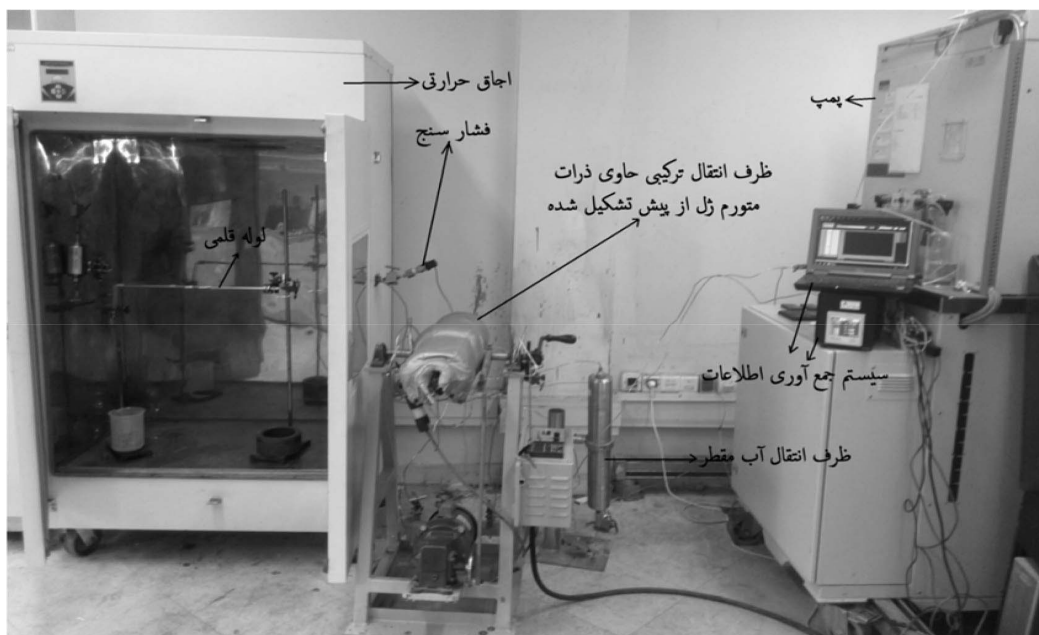 اجاق حرارتی
فشار سنج
پمپ
ظرف انتقال ترکیبی حاوی ذرات
متورم ژل از پیش تشکیل شده
لوله قلمی
سیستم جمع آوری اطلاعات
ظرف انتقال آب مقطر